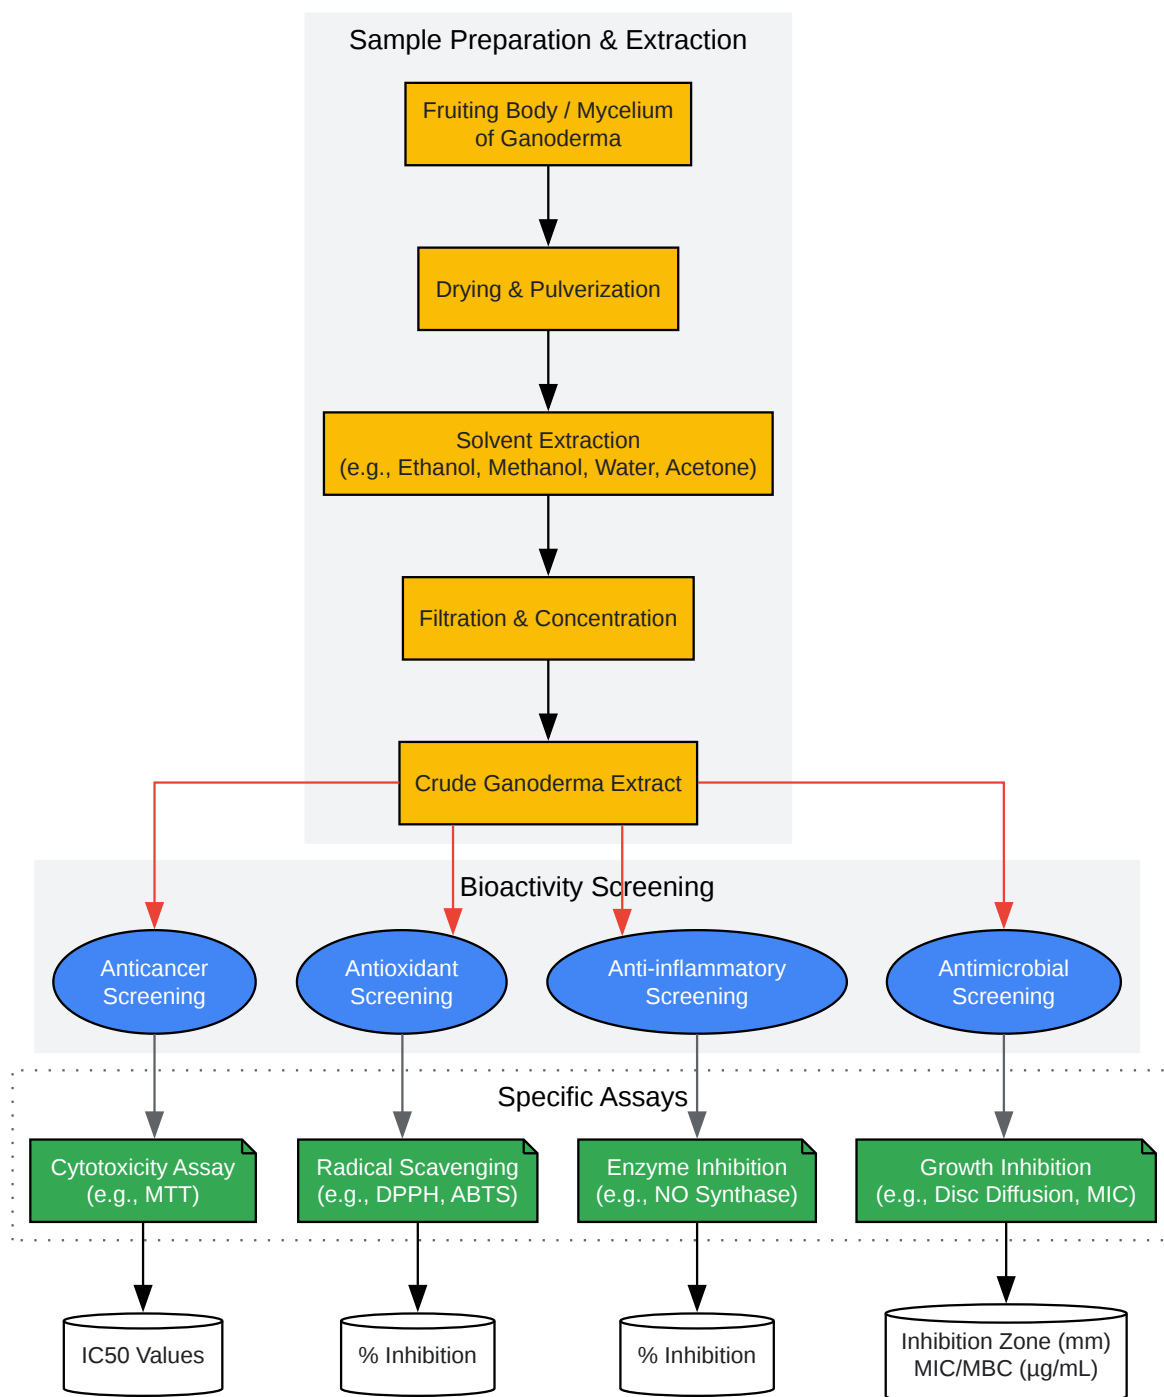 Sample Preparation & Extraction
Fruiting Body / Mycelium
of Ganoderma
Drying & Pulverization
Solvent Extraction
(e.g., Ethanol, Methanol, Water, Acetone)
Filtration & Concentration
Crude Ganoderma Extract
Bioactivity Screening
Anticancer
Screening
Antioxidant
Screening
Anti-inflammatory
Screening
Antimicrobial
Screening
Specific Assays
Cytotoxicity Assay
(e.g., MTT)
Radical Scavenging
(e.g., DPPH, ABTS)
Enzyme Inhibition
(e.g., NO Synthase)
Growth Inhibition
(e.g., Disc Diffusion, MIC)
IC50 Values
% Inhibition
% Inhibition
Inhibition Zone (mm)
MIC/MBC (µg/mL)